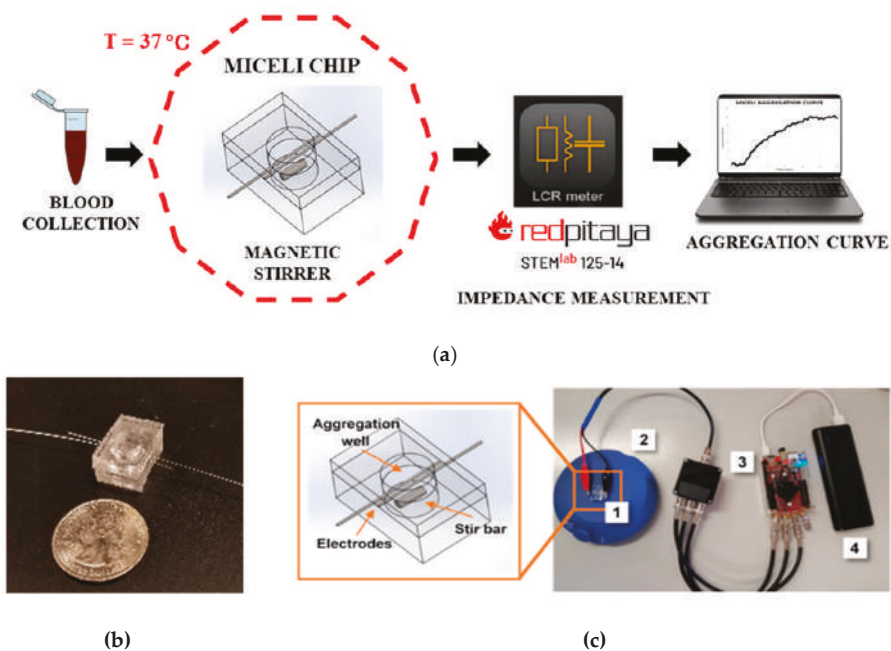 T = 37 °C
MICELI CHIP
BLOOD
COLLECTION
MAGNETIC
STIRRER
LCR meter
redpitaya
STEMlab 125-14
IMPEDANCE MEASUREMENT
MICELI AGGREGATION CURVE
AGGREGATION CURVE
(a)
Aggregation
well
Stir bar
Electrodes
1
2
3
4
(b)
(c)